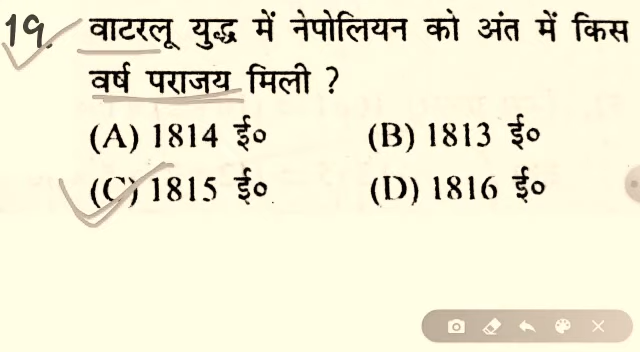 19. वाटरलू युद्ध में नेपोलियन को अंत में किस
वर्ष पराजय मिली ?
(A) 1814 ई० (B) 1813 ई०
(C) 1815 ई० (D) 1816 ई०